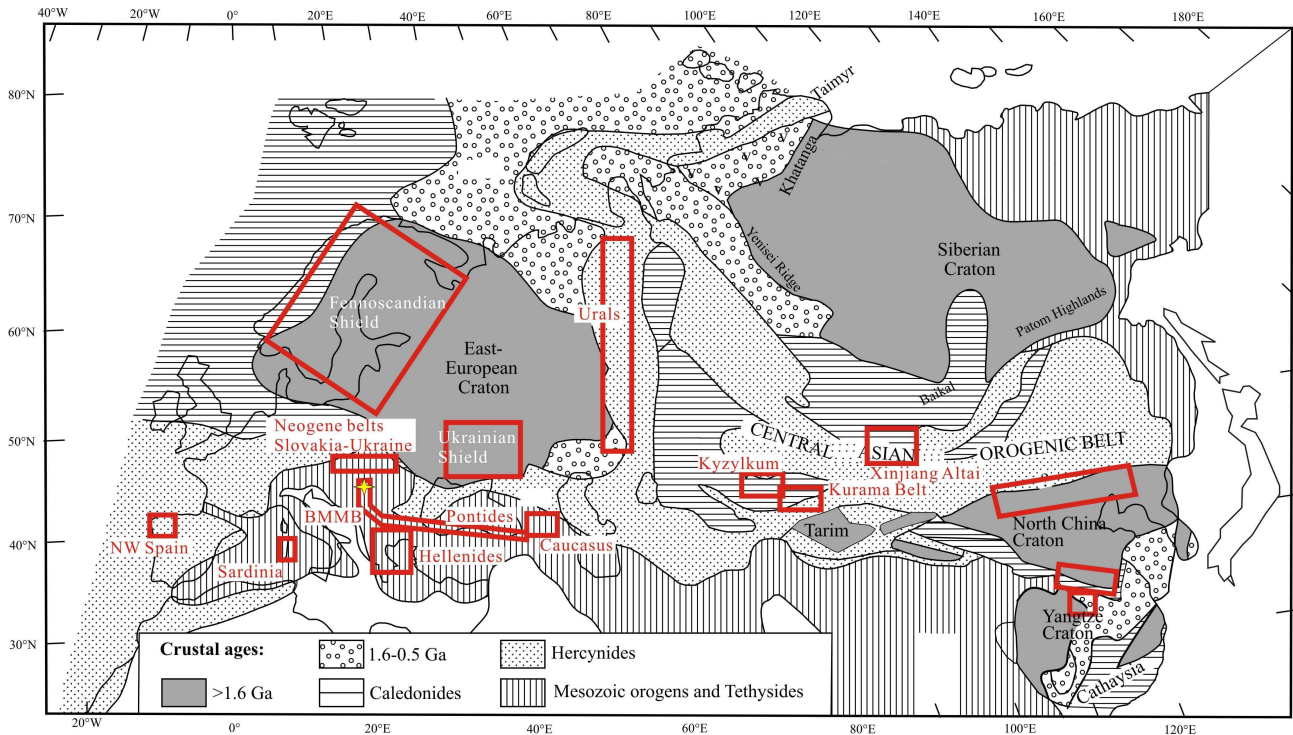 40°W 20°W 0° 20°E 40°E 60°E 80°E 100°E 120°E 140°E 160°E 180°E
80°N
70°N
60°N
50°N
40°N
30°N
Taimyr
Khatanga
Yenisei Ridge
Siberian
Craton
Patom Highlands
Baikal
Fennoscandian
Shield
Urals
East-
European
Craton
Neogene belts
Slovakia-Ukraine
Ukrainian
Shield
CENTRAL ASIAN OROGENIC BELT
Kyzylkum
Xinjiang Altai
Kurama Belt
BMMB
Pontides
NW Spain
Hellenides
Caucasus
Sardinia
Tarim
North China
Craton
Yangtze
Craton
Cathaysia
Crustal ages:
1.6-0.5 Ga
Hercynides
>1.6 Ga
Caledonides
Mesozoic orogens and Tethysides
20°W 0° 20°E 40°E 60°E 80°E 100°E 120°E